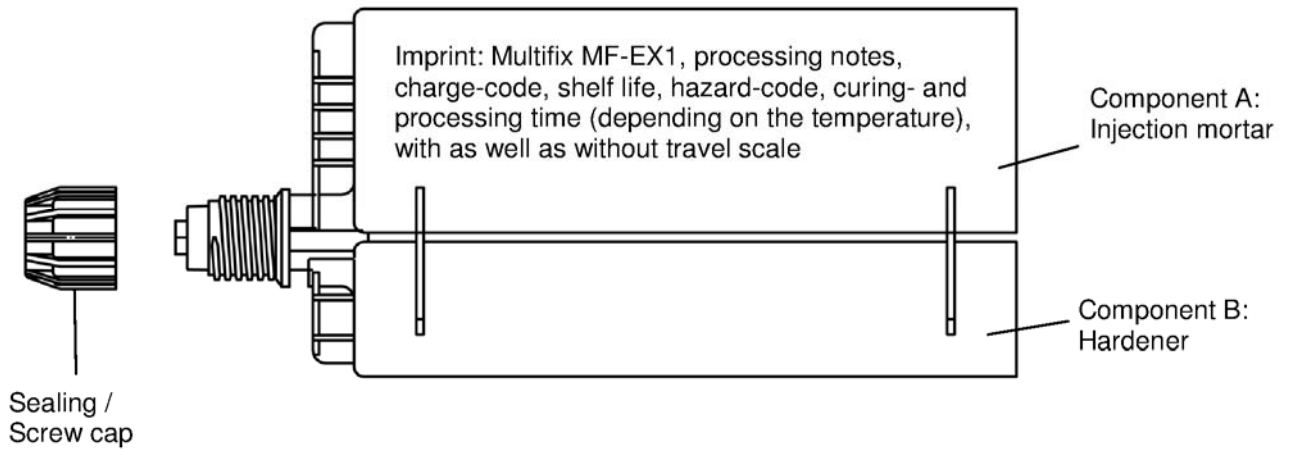 Imprint: Multifix MF-EX1, processing notes,
charge-code, shelf life, hazard-code, curing- and
processing time (depending on the temperature),
with as well as without travel scale
Component A:
Injection mortar
Component B:
Hardener
Sealing /
Screw cap